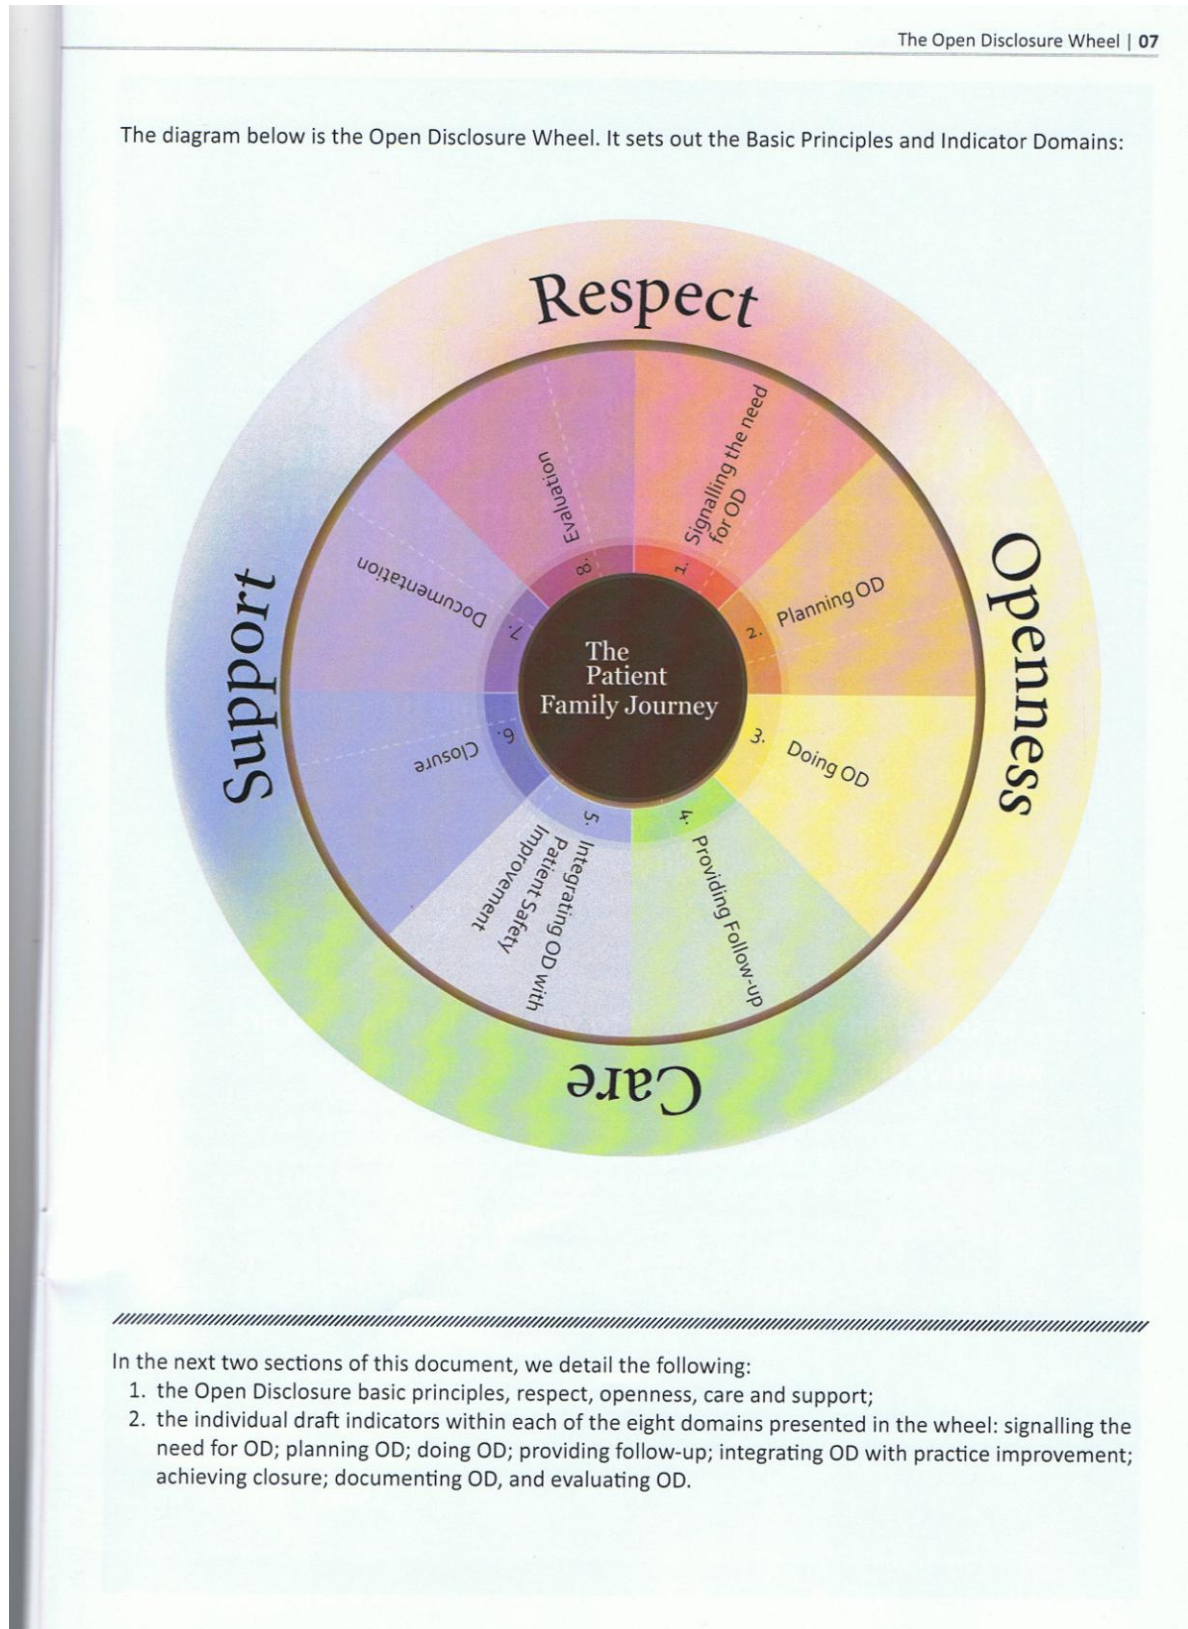 The Open Disclosure Wheel | 07
The diagram below is the Open Disclosure Wheel. It sets out the Basic Principles and Indicator Domains:
Respect
Openness
Care
Support
1. Signalling the need
for OD
2. Planning OD
3. Doing OD
4. Providing Follow-up
5. Integrating OD with
Patient Safety
Improvement
6. Closure
7. Documentation
8. Evaluation
The
Patient
Family Journey
In the next two sections of this document, we detail the following:
1. the Open Disclosure basic principles, respect, openness, care and support;
2. the individual draft indicators within each of the eight domains presented in the wheel: signalling the
need for OD; planning OD; doing OD; providing follow-up; integrating OD with practice improvement;
achieving closure; documenting OD, and evaluating OD.